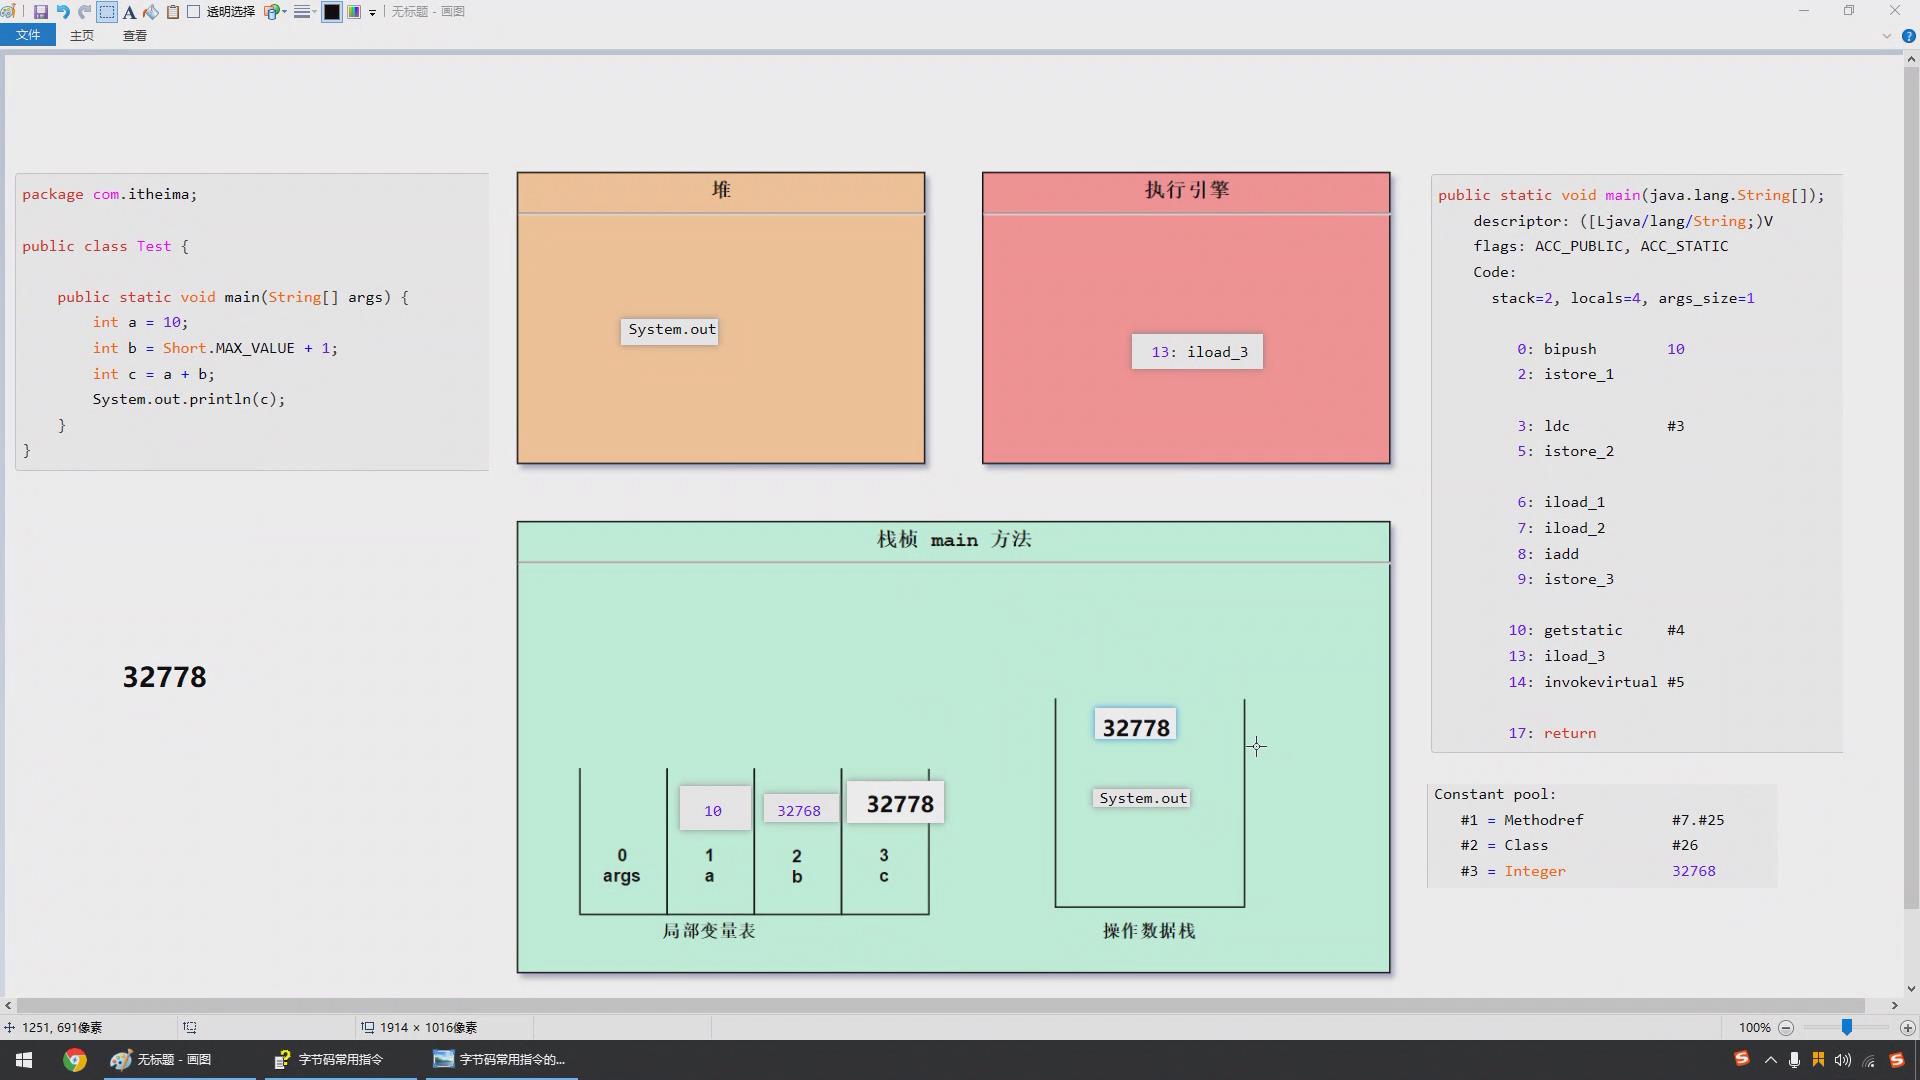 透明选择
无标题 - 画图
文件
主页
查看
package com.itheima;
public class Test {
public static void main(String[] args) {
int a = 10;
int b = Short.MAX_VALUE + 1;
int c = a + b;
System.out.println(c);
}
}
32778
堆
System.out
执行引擎
13: iload_3
栈桢 main 方法
10
32768
32778
0
1
2
3
args
a
b
c
局部变量表
32778
System.out
操作数据栈
public static void main(java.lang.String[]);
descriptor: ([Ljava/lang/String;)V
flags: ACC_PUBLIC, ACC_STATIC
Code:
stack=2, locals=4, args_size=1
0: bipush 10
2: istore_1
3: ldc #3
5: istore_2
6: iload_1
7: iload_2
8: iadd
9: istore_3
10: getstatic #4
13: iload_3
14: invokevirtual #5
17: return
Constant pool:
#1 = Methodref #7.#25
#2 = Class #26
#3 = Integer 32768
1251, 691像素
1914 × 1016像素
100%
无标题 - 画图
字节码常用指令
字节码常用指令的...